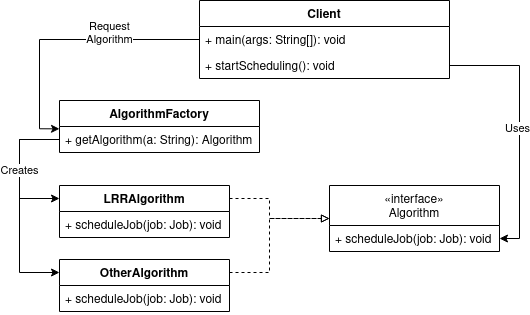 Client
Request
Algorithm
+ main(args: String[]): void
+ startScheduling(): void
AlgorithmFactory
+ getAlgorithm(a: String): Algorithm
Uses
Creates
LRRAlgorithm
+ scheduleJob(job: Job): void
«interface»
Algorithm
+ scheduleJob(job: Job): void
OtherAlgorithm
+ scheduleJob(job: Job): void